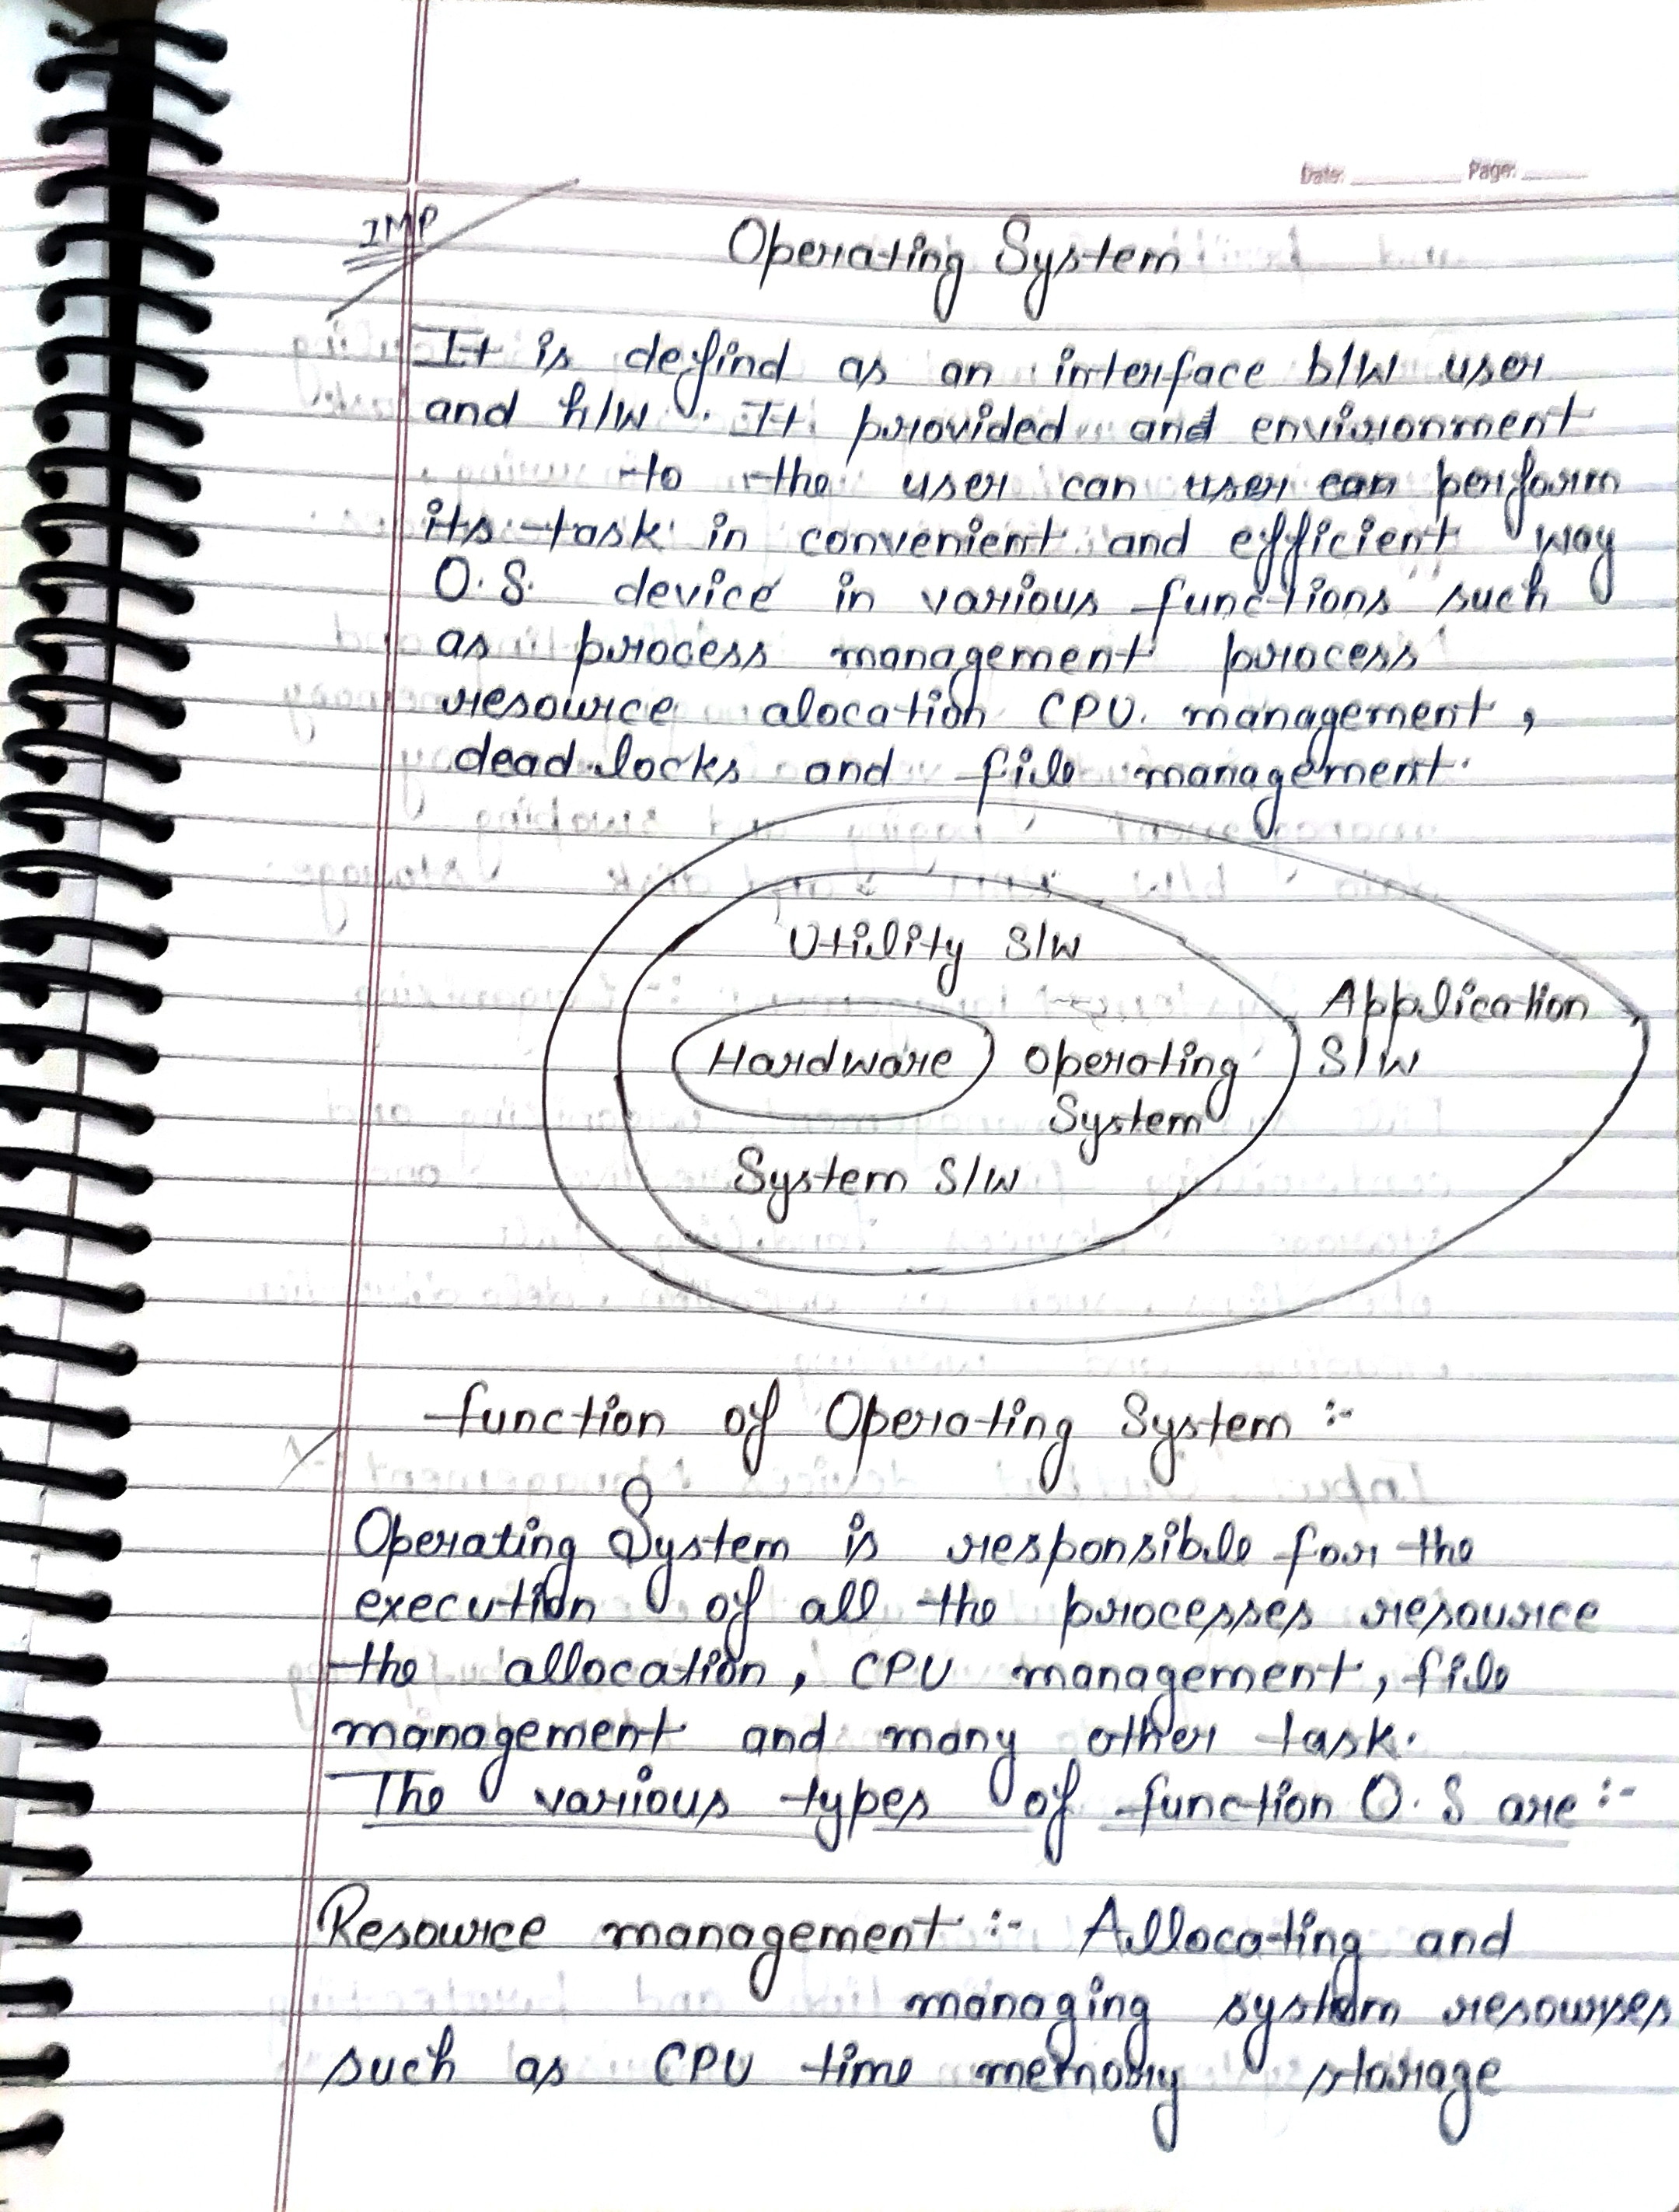 Date: Page:
IMP
Operating System
It is defind as an interface b/w user
and h/w. It provided and environment
to the user can user can perform
its task in convenient and efficient way
O.S. device in various functions such
as process management process
resource alocation CPU. management,
dead locks and file management.
Utility S/W
Application
Hardware Operating S/W
System
System S/W
function of Operating System :-
Operating System is responsible for the
execution of all the processes resource
the allocation, CPU management, file
management and many other task.
The various types of function O.S are :-
Resource management :- Allocating and
managing system resourses
such as CPU time memory storage